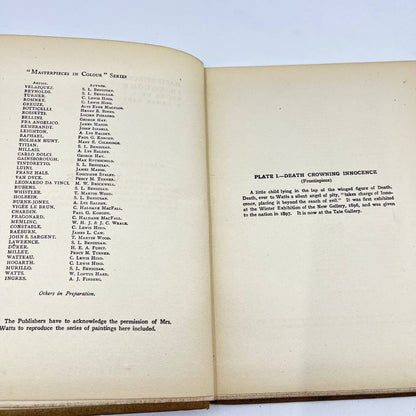 "Masterpieces in Colour" Series
Artist. Author.
VELAZQUEZ. S. L. Bensusan.
REYNOLDS. S. L. Bensusan.
TURNER. C. Lewis Hind.
ROMNEY. C. Lewis Hind.
GREUZE. Alys Eyre Macklin.
BOTTICELLI. Henry B. Binns.
ROSSETTI. Lucien Pissarro.
BELLINI. George Hay.
FRA ANGELICO. James Mason.
REMBRANDT. Josef Israels.
LEIGHTON. A. Lys Baldry.
RAPHAEL. Paul G. Konody.
HOLMAN HUNT. Mary E. Coleridge.
TITIAN. S. L. Bensusan.
MILLAIS. A. Lys Baldry.
CARLO DOLCI. George Hay.
GAINSBOROUGH. Max Rothschild.
TINTORETTO. S. L. Bensusan.
LUINI. James Mason.
FRANZ HALS. Edgcumbe Staley.
VAN DYCK. Percy M. Turner.
LEONARDO DA VINCI. M. W. Brockwell.
RUBENS. S. L. Bensusan.
WHISTLER. T. Martin Wood.
HOLBEIN. S. L. Bensusan.
BURNE-JONES. A. Lys Baldry.
VIGÉE LE BRUN. C. Haldane MacFall.
CHARDIN. Paul G. Konody.
FRAGONARD. C. Haldane MacFall.
MEMLINC. W. H. J. & J. C. Weale.
CONSTABLE. C. Lewis Hind.
RAEBURN. James L. Caw.
JOHN S. SARGENT. T. Martin Wood.
LAWRENCE. S. L. Bensusan.
DÜRER. H. E. A. Furst.
MILLET. Percy M. Turner.
WATTEAU. C. Lewis Hind.
HOGARTH. C. Lewis Hind.
MURILLO. S. L. Bensusan.
WATTS. W. Loftus Hare.
INGRES. A. J. Finberg.
Others in Preparation.
The Publishers have to acknowledge the permission of Mrs.
Watts to reproduce the series of paintings here included.
PLATE I.—DEATH CROWNING INNOCENCE
(Frontispiece)
A little child lying in the lap of the winged figure of Death.
Death, ever to Watts a silent angel of pity, "takes charge of Inno-
cence, placing it beyond the reach of evil." It was first exhibited
at the Winter Exhibition of the New Gallery, 1896, and was given
to the nation in 1897. It is now at the Tate Gallery.